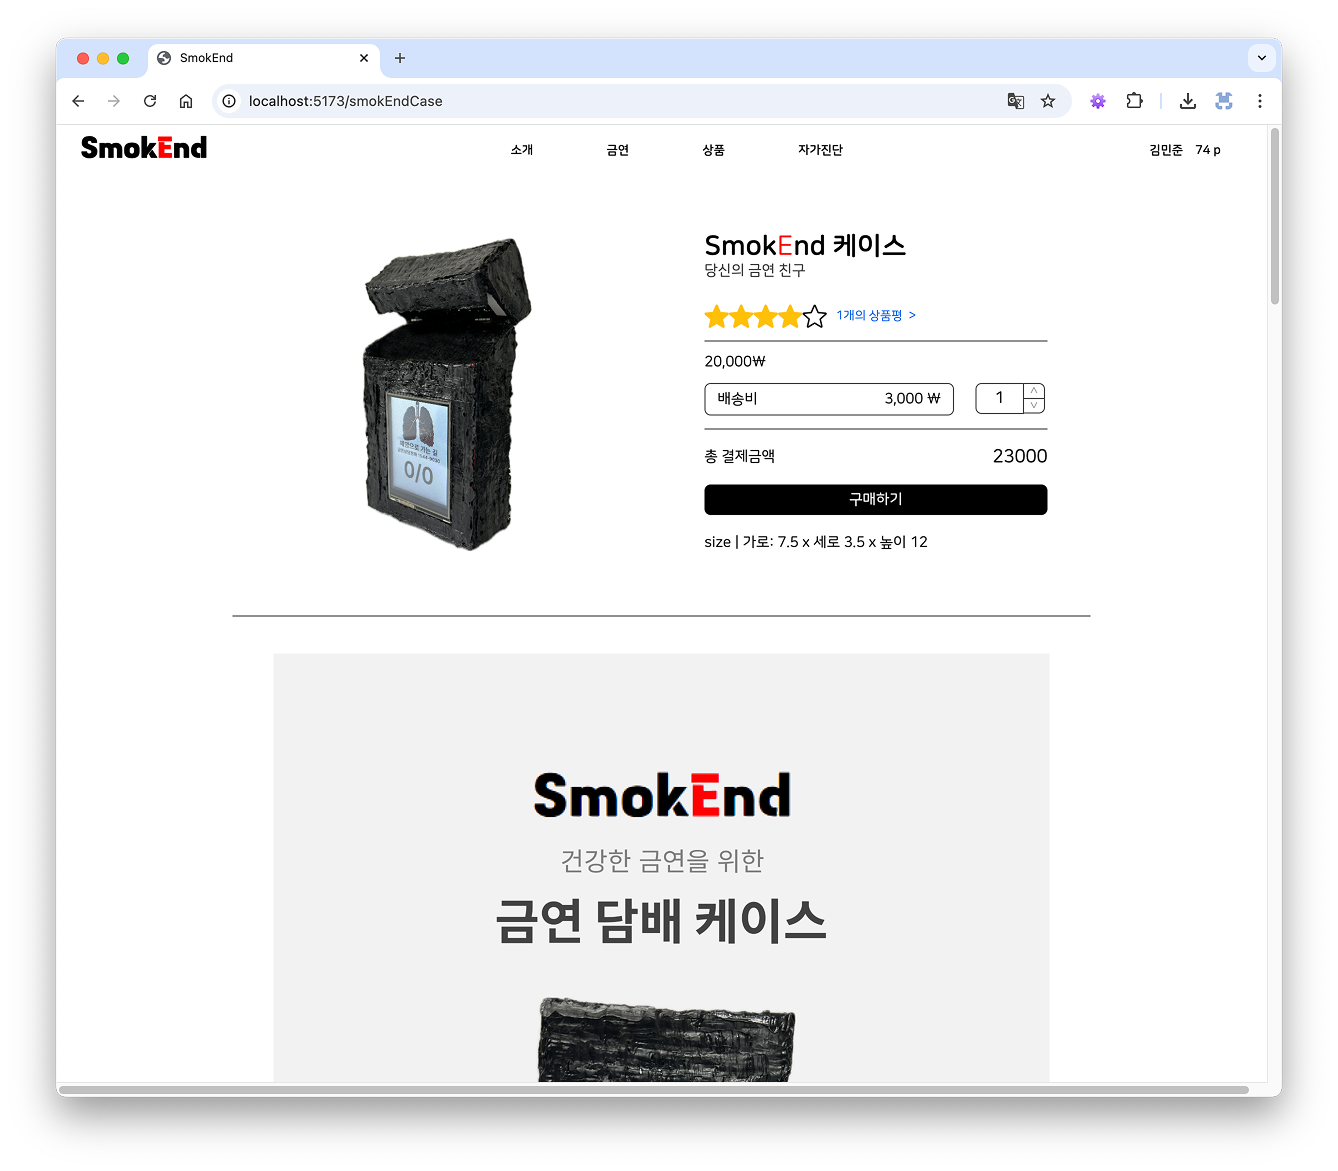 SmokEnd
localhost:5173/smokEndCase
SmokEnd
소개 금연 상품 자가진단 김민준 74 p
SmokEnd 케이스
당신의 금연 친구
1개의 상품평 >
20,000₩
배송비 3,000 ₩ 1
총 결제금액 23000
구매하기
size | 가로: 7.5 x 세로 3.5 x 높이 12
0/0
SmokEnd
건강한 금연을 위한
금연 담배 케이스